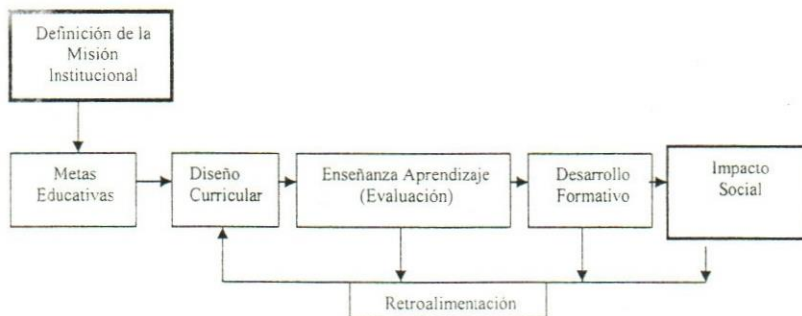 Definición de la
Misión
Institucional
Metas
Educativas
Diseño
Curricular
Enseñanza Aprendizaje
(Evaluación)
Desarrollo
Formativo
Impacto
Social
Retroalimentación